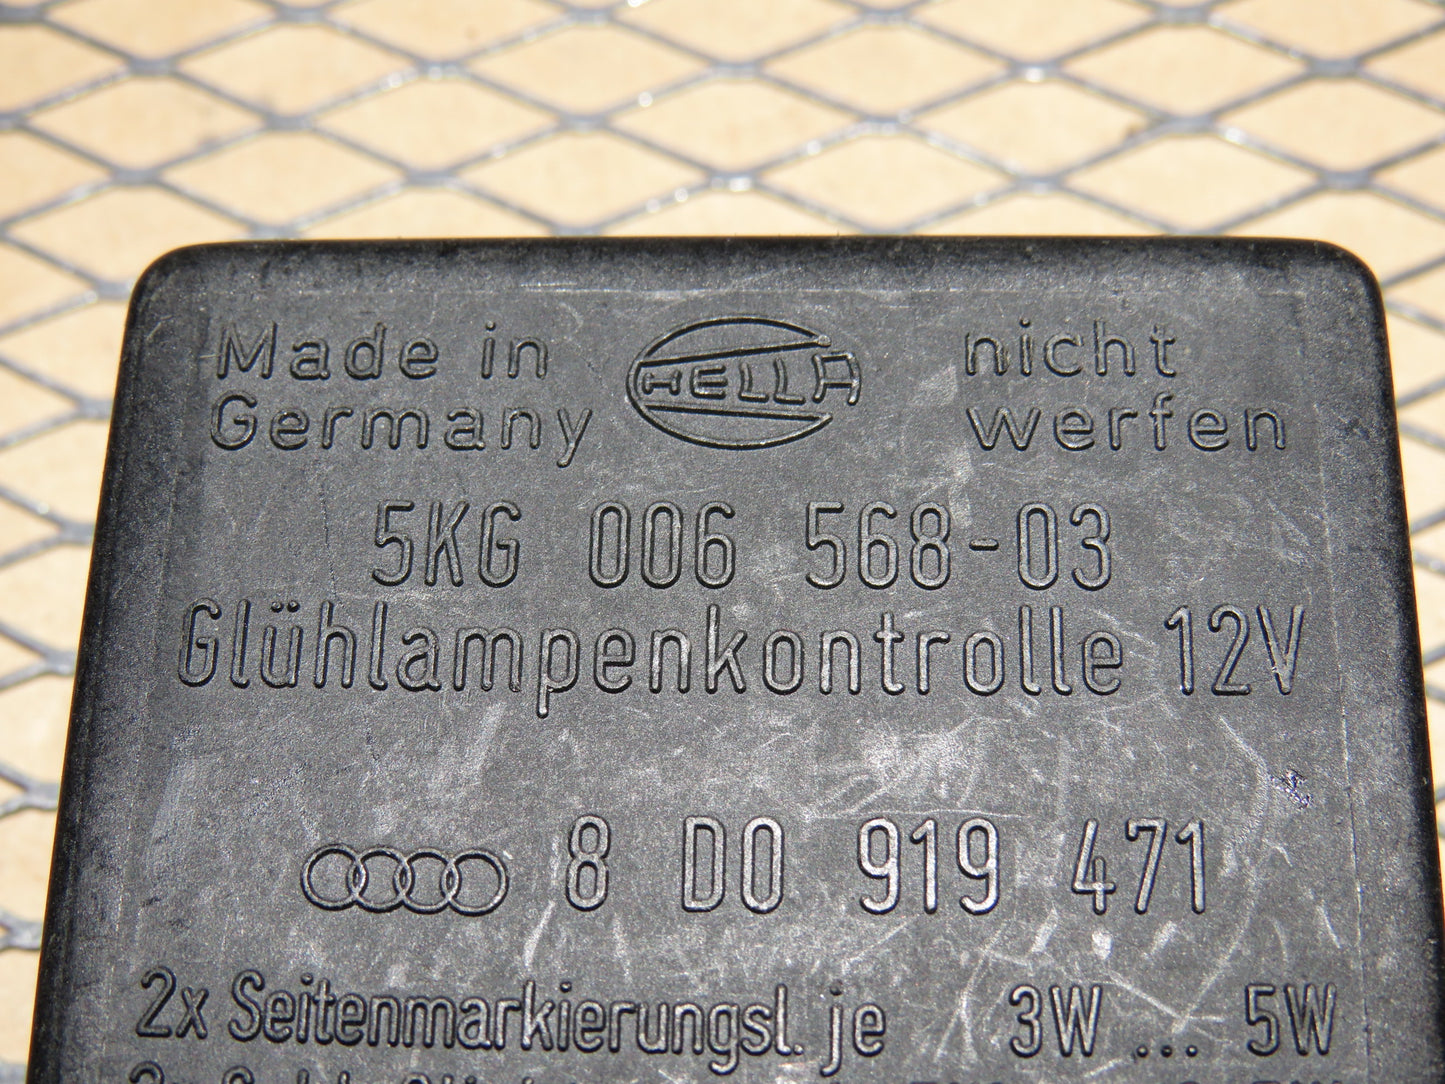 Made in
Germany
HELLA
nicht
werfen
5KG 006 568-03
Glühlampenkontrolle 12V
8 D0 919 471
2x Seitenmarkierungsl. je 3W ... 5W